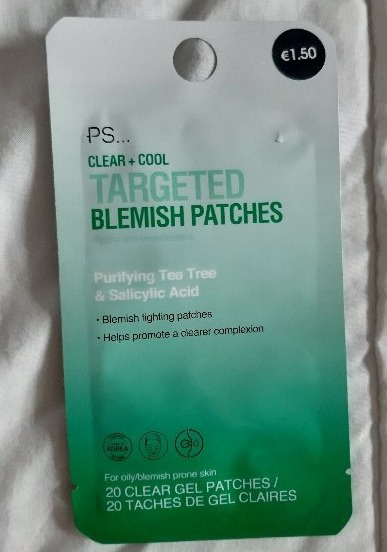 €1.50
PS...
CLEAR + COOL
TARGETED
BLEMISH PATCHES
Purifying Tea Tree
& Salicylic Acid
• Blemish fighting patches
• Helps promote a clearer complexion
KOREA
For oily/blemish prone skin
20 CLEAR GEL PATCHES /
20 TACHES DE GEL CLAIRES